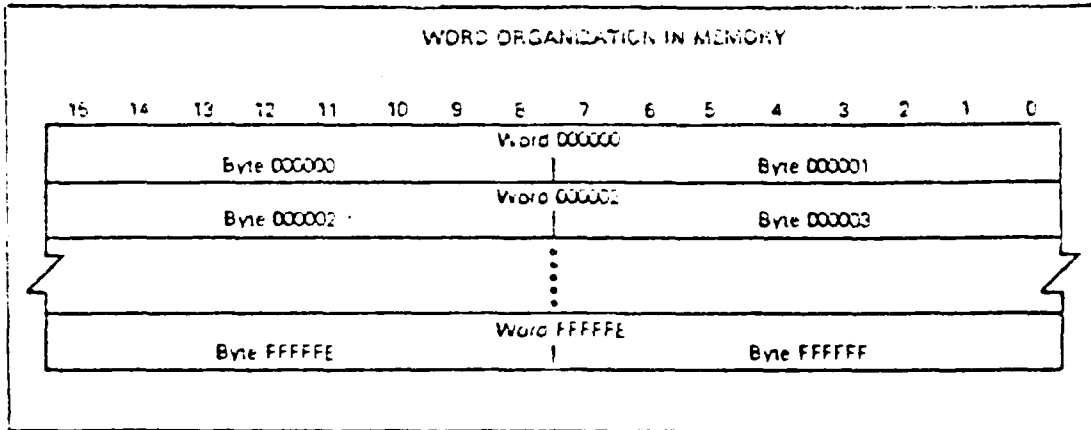 WORD ORGANIZATION IN MEMORY
15 14 13 12 11 10 9 8 7 6 5 4 3 2 1 0
Word 000000
Byte 000000 Byte 000001
Word 000002
Byte 000002 Byte 000003
Word FFFFFE
Byte FFFFFE Byte FFFFFF